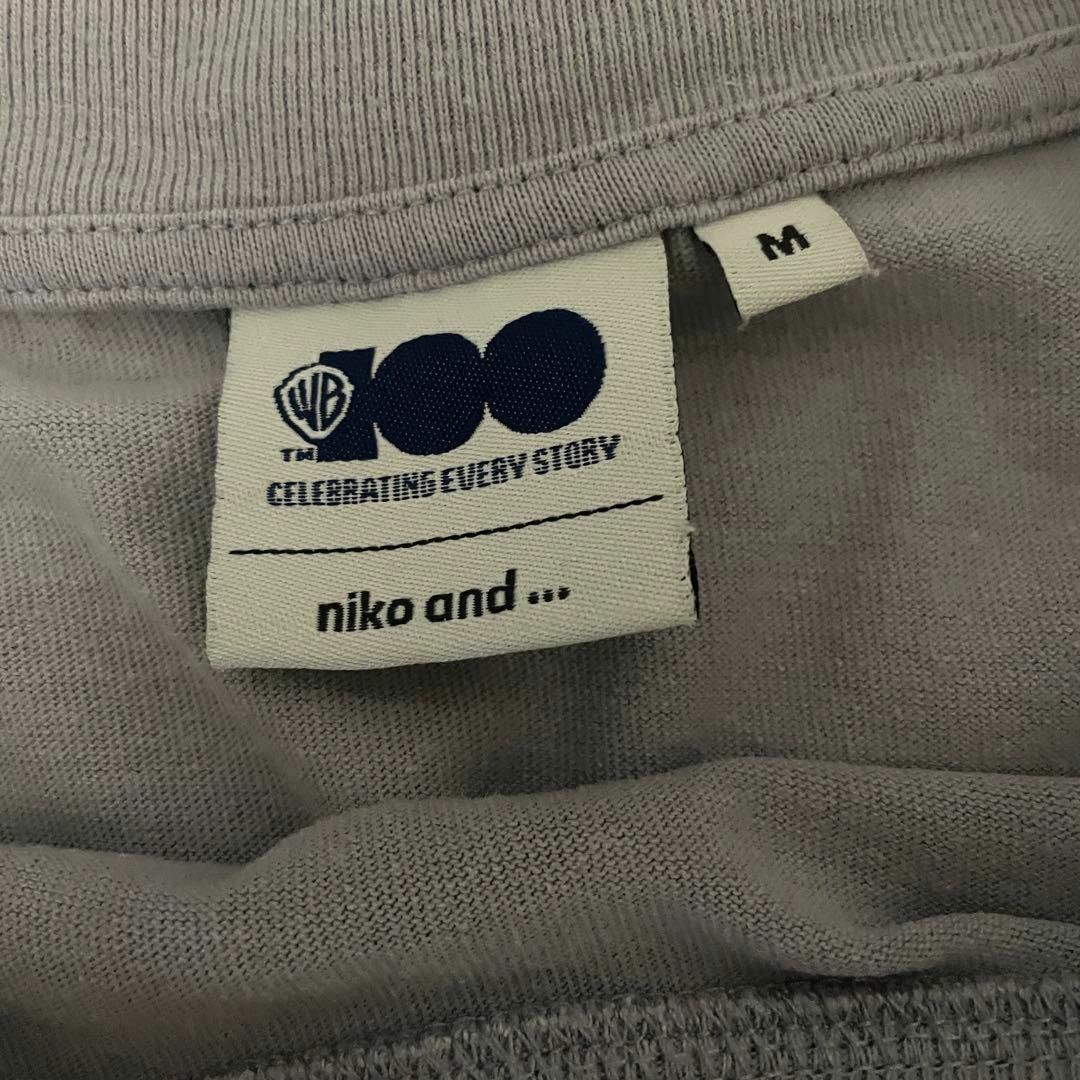 M
WB 100
TM
CELEBRATING EVERY STORY
niko and ...